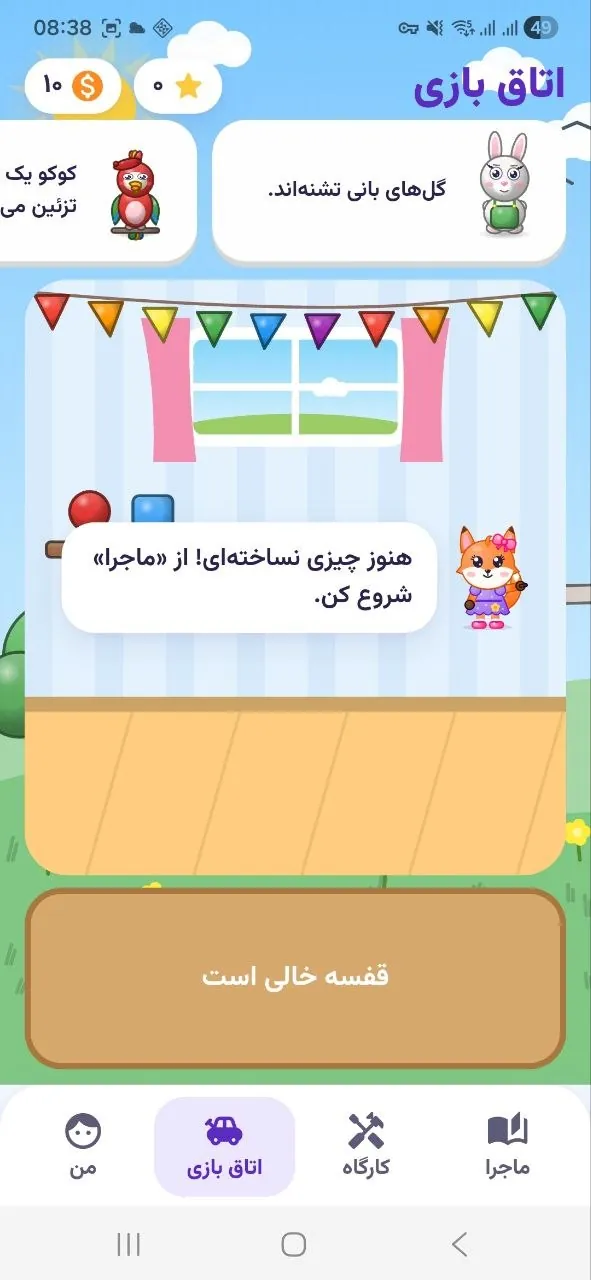 08:38
49
اتاق بازی
۰
۱۰
گل‌های بانی تشنه‌اند.
کوکو یک
تزئین می
هنوز چیزی نساخته‌ای! از «ماجرا»
شروع کن.
قفسه خالی است
ماجرا
کارگاه
اتاق بازی
من